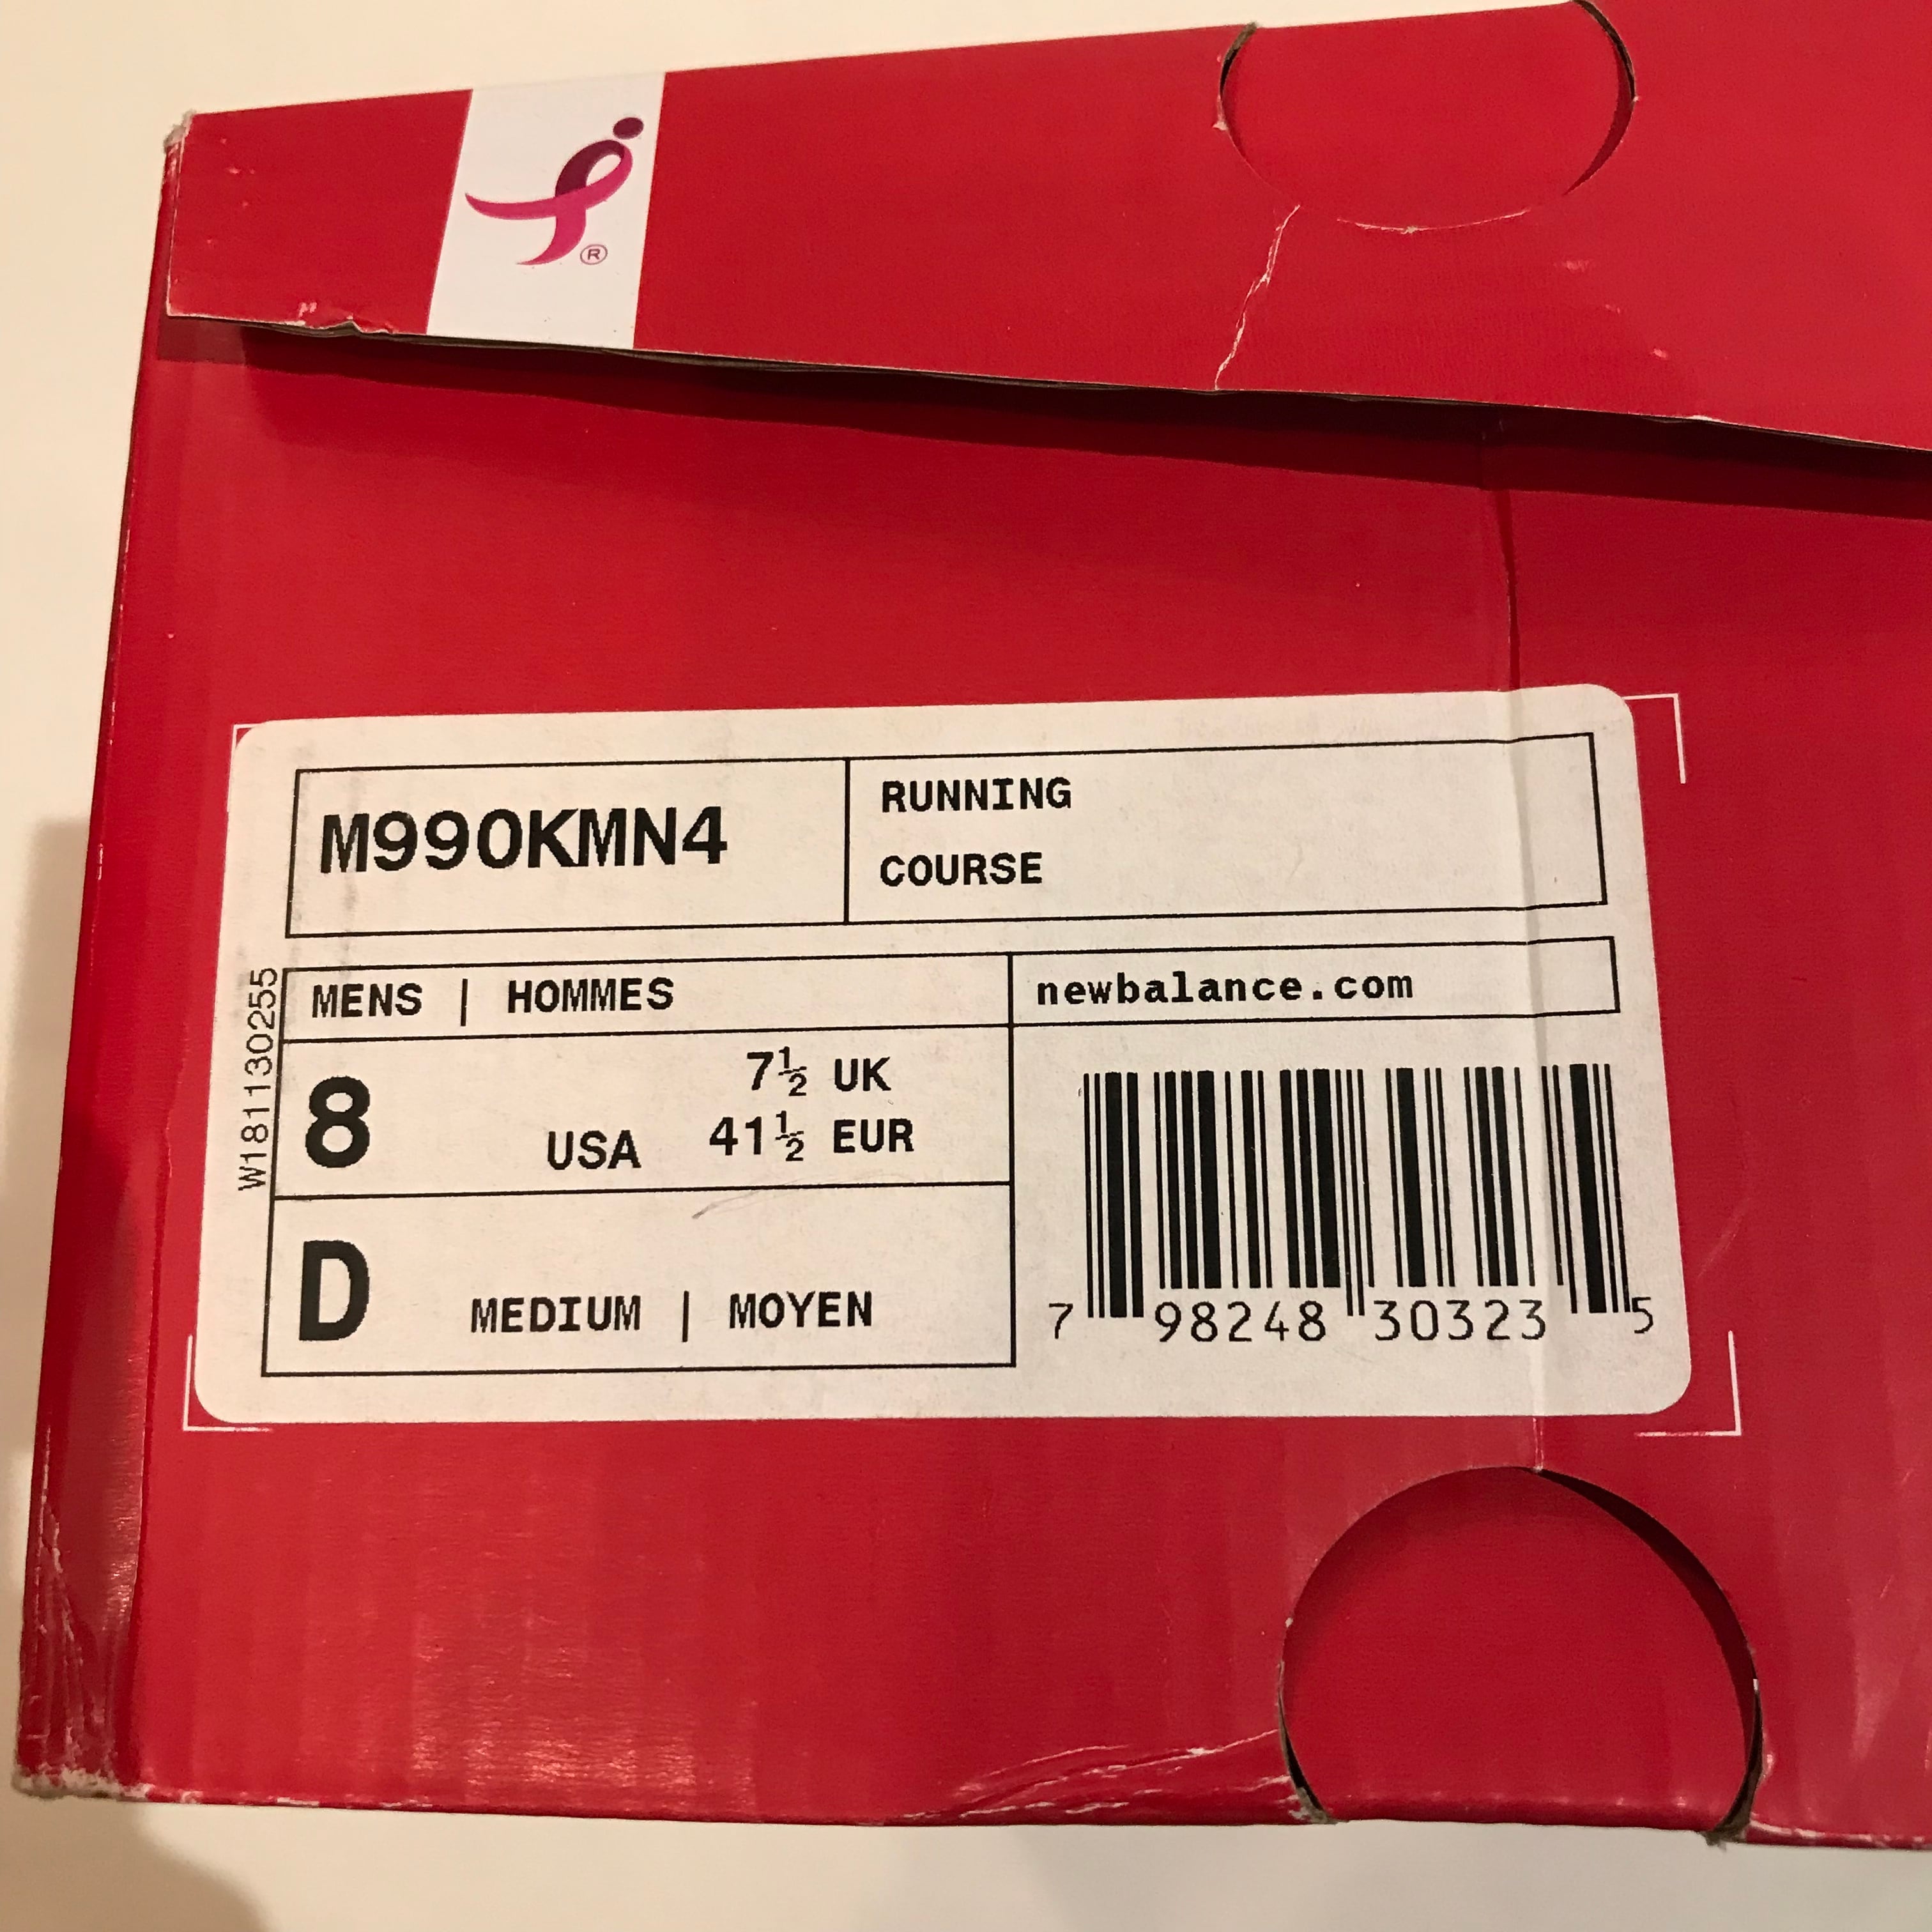 ®
M990KMN4
RUNNING
COURSE
W181130255
MENS | HOMMES
newbalance.com
8 USA
7½ UK
41½ EUR
D MEDIUM | MOYEN
7 98248 30323 5